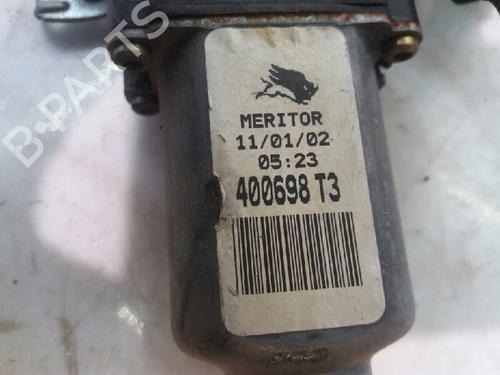 B-PARTS
MERITOR
11/01/02
05:23
400698 T3